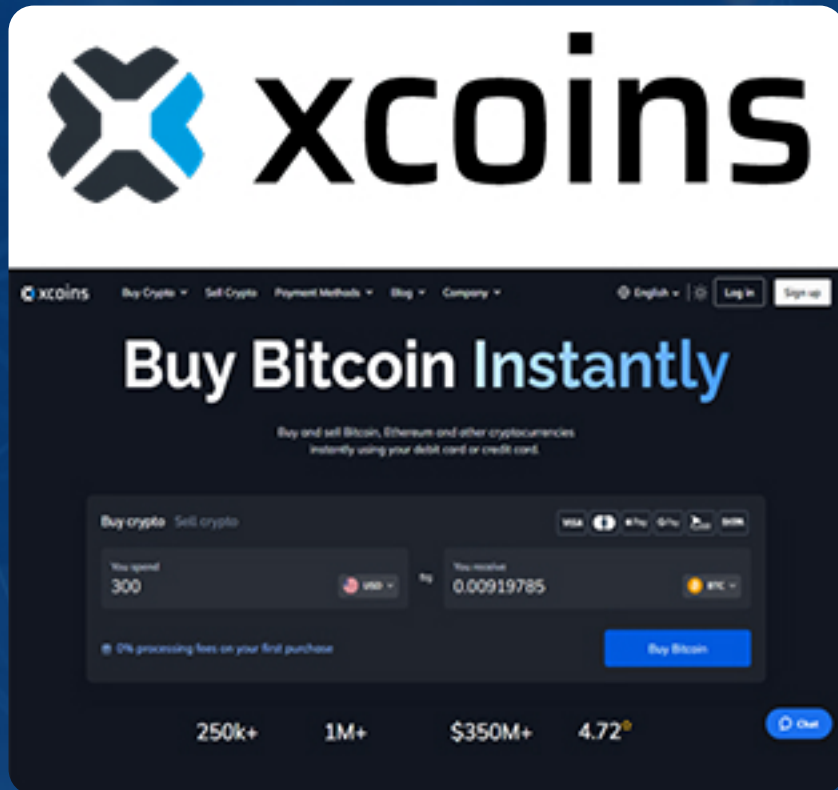 xcoins
xcoins Buy Crypto Sell Crypto Payment Methods Blog Company English Log in Sign up
Buy Bitcoin Instantly
Buy and sell Bitcoin, Ethereum and other cryptocurrencies
instantly using your debit card or credit card.
Buy crypto Sell crypto VISA Pay G Pay
You spend You receive
300 USD 0.00919785 BTC
0% processing fees on your first purchase Buy Bitcoin
250k+ 1M+ $350M+ 4.72 Chat